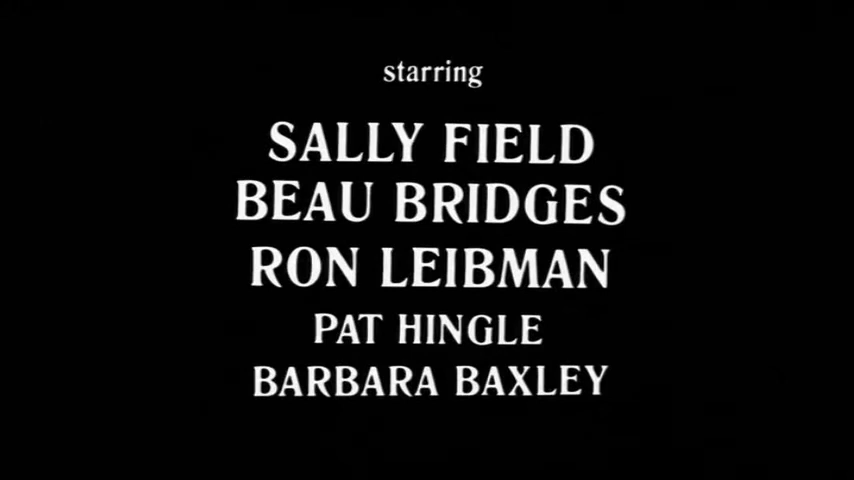 starring
SALLY FIELD
BEAU BRIDGES
RON LEIBMAN
PAT HINGLE
BARBARA BAXLEY